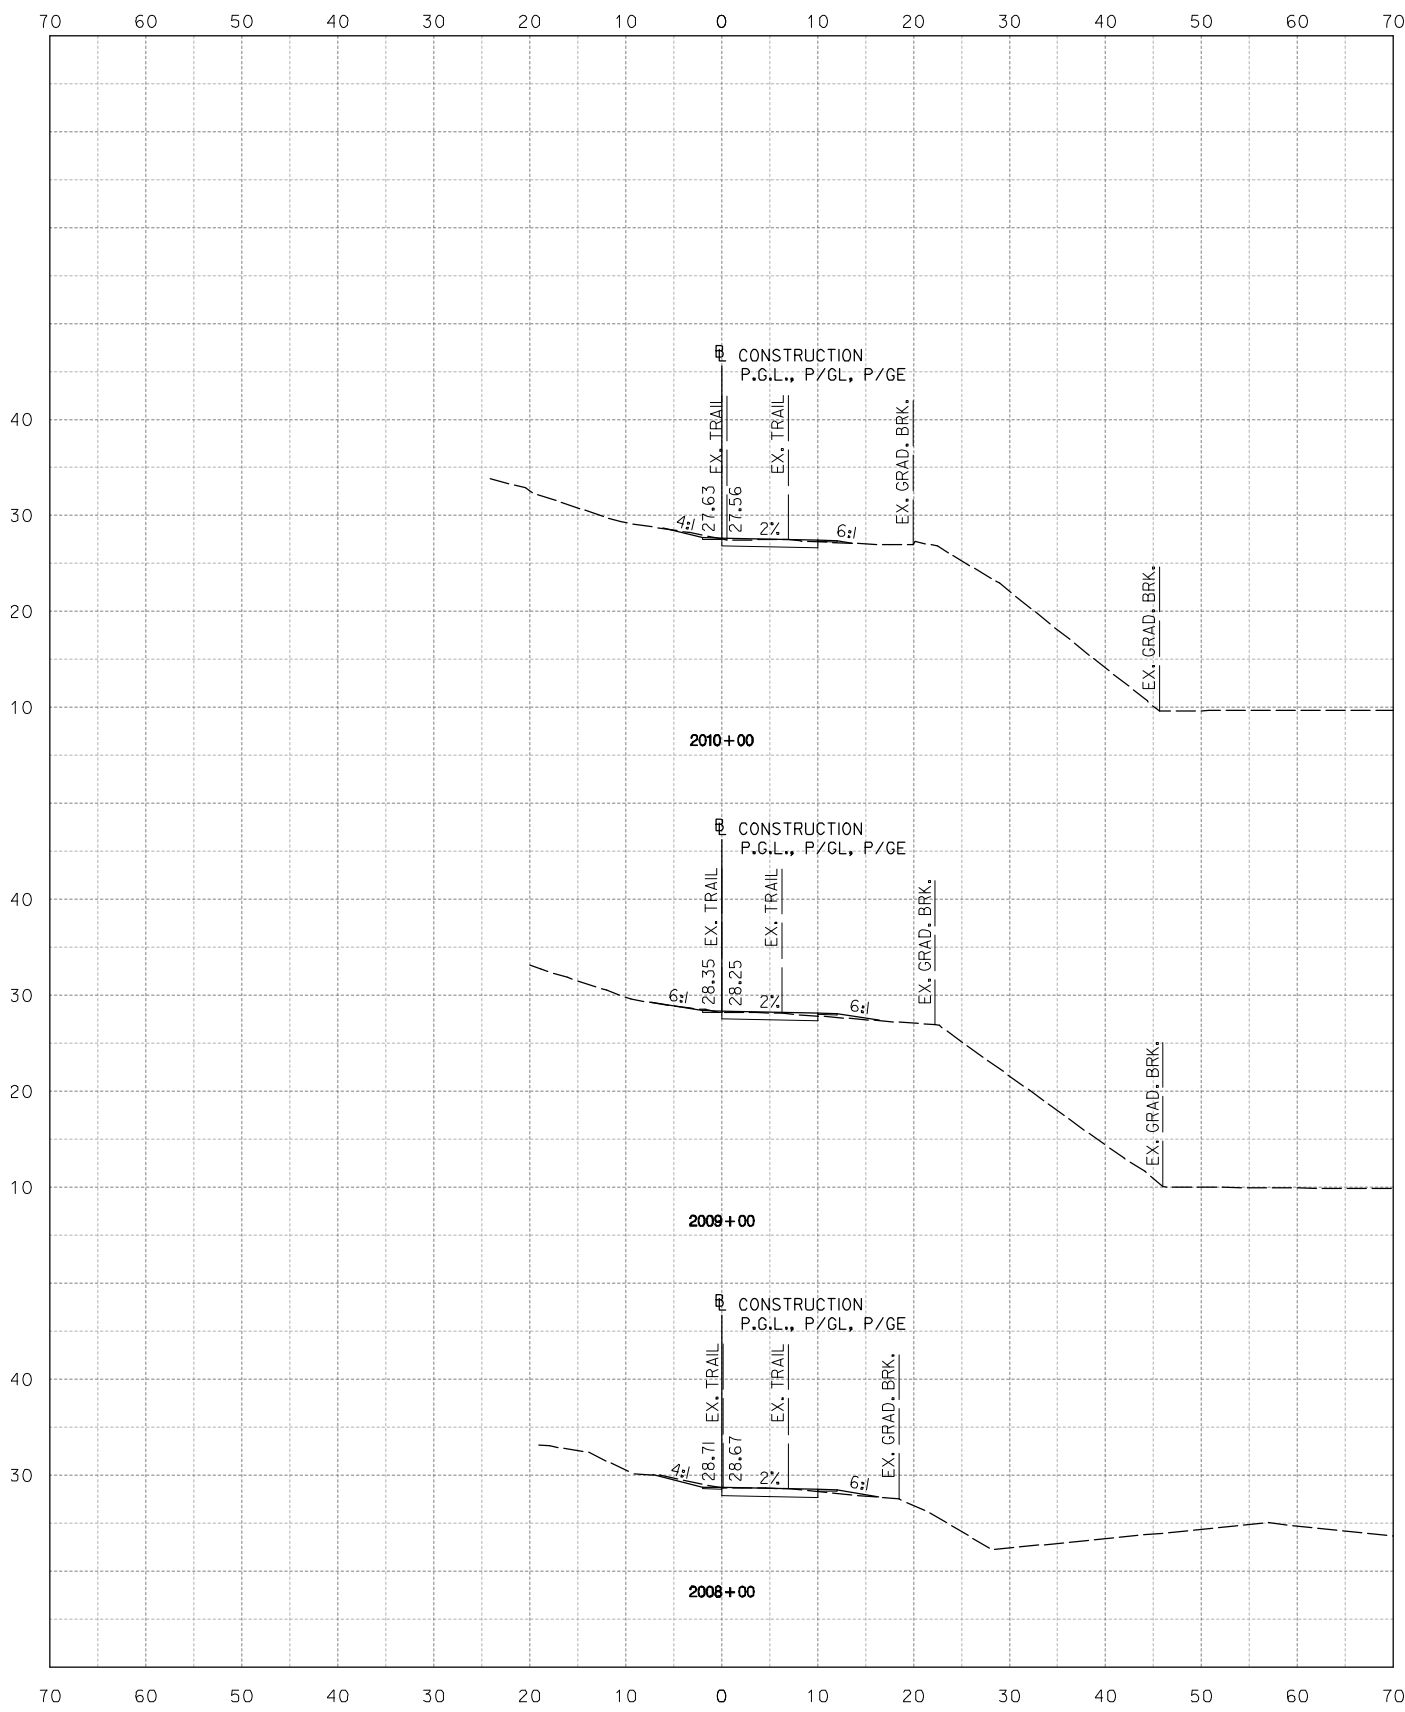 70 60 50 40 30 20 10 0 10 20 30 40 50 60 70
℄ CONSTRUCTION
P.G.L., P/GL, P/GE
EX. TRAIL
EX. TRAIL
EX. GRAD. BRK.
EX. GRAD. BRK.
40
30
20
10
27.63
27.56
4:1
2%
6:1
2010+00
℄ CONSTRUCTION
P.G.L., P/GL, P/GE
EX. TRAIL
EX. TRAIL
EX. GRAD. BRK.
EX. GRAD. BRK.
40
30
20
10
28.35
28.25
6:1
2%
6:1
2009+00
℄ CONSTRUCTION
P.G.L., P/GL, P/GE
EX. TRAIL
EX. TRAIL
EX. GRAD. BRK.
40
30
28.71
28.67
4:1
2%
6:1
2008+00
70 60 50 40 30 20 10 0 10 20 30 40 50 60 70